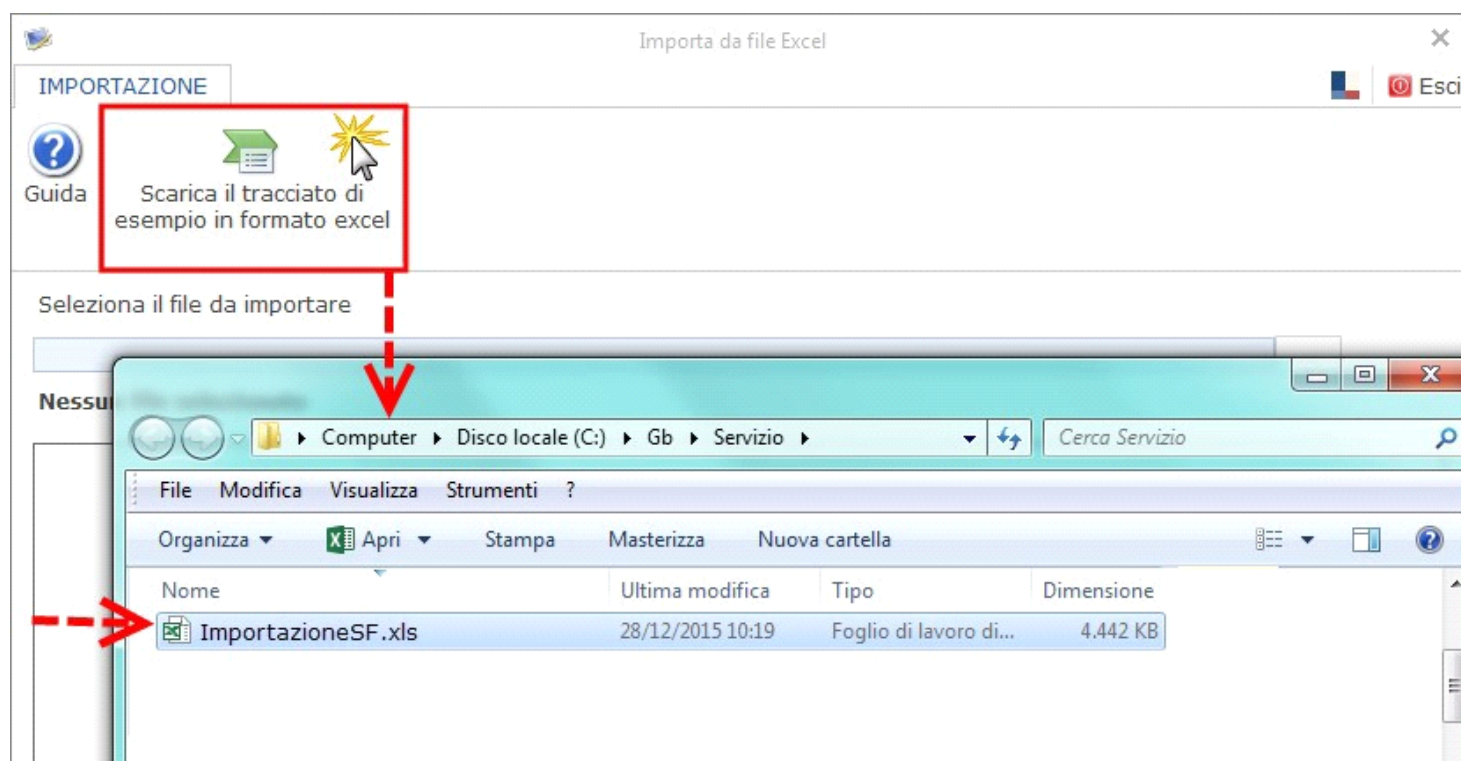 Importa da file Excel
IMPORTAZIONE
Esci
Guida
Scarica il tracciato di
esempio in formato excel
Seleziona il file da importare
Computer Disco locale (C:) Gb Servizio
Cerca Servizio
File Modifica Visualizza Strumenti ?
Organizza Apri Stampa Masterizza Nuova cartella
Nome Ultima modifica Tipo Dimensione
ImportazioneSF.xls 28/12/2015 10:19 Foglio di lavoro di... 4.442 KB